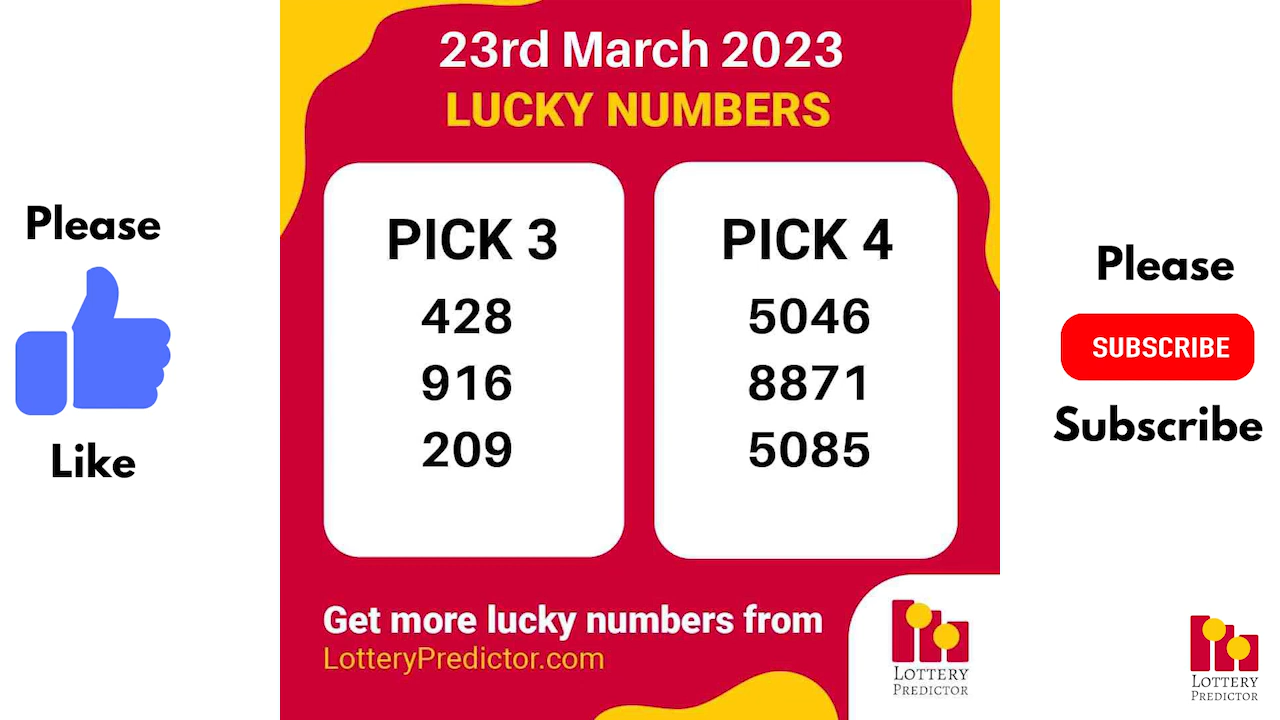 23rd March 2023
LUCKY NUMBERS
Please
Like
PICK 3
428
916
209
PICK 4
5046
8871
5085
Please
SUBSCRIBE
Subscribe
Get more lucky numbers from
LotteryPredictor.com
LOTTERY
PREDICTOR
LOTTERY
PREDICTOR